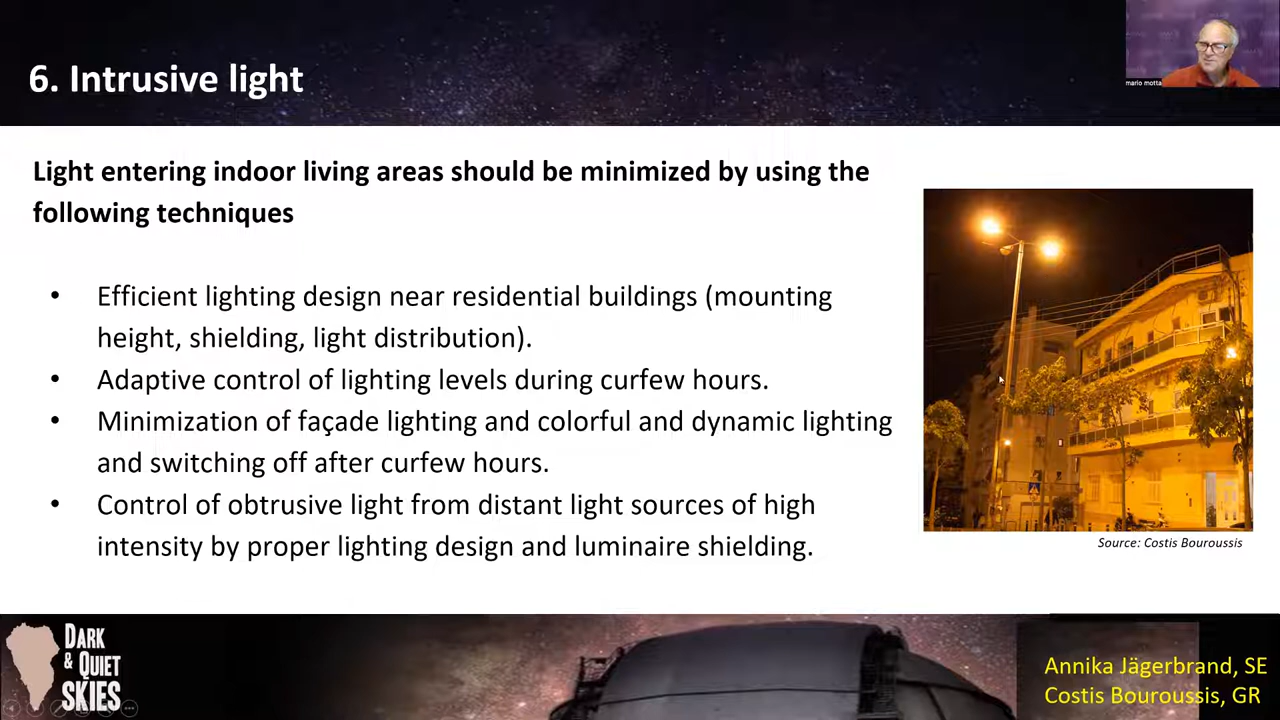 6. Intrusive light
mario motta
Light entering indoor living areas should be minimized by using the
following techniques
• Efficient lighting design near residential buildings (mounting
height, shielding, light distribution).
• Adaptive control of lighting levels during curfew hours.
• Minimization of façade lighting and colorful and dynamic lighting
and switching off after curfew hours.
• Control of obtrusive light from distant light sources of high
intensity by proper lighting design and luminaire shielding.
Source: Costis Bouroussis
DARK
& QUIET
SKIES
Annika Jägerbrand, SE
Costis Bouroussis, GR